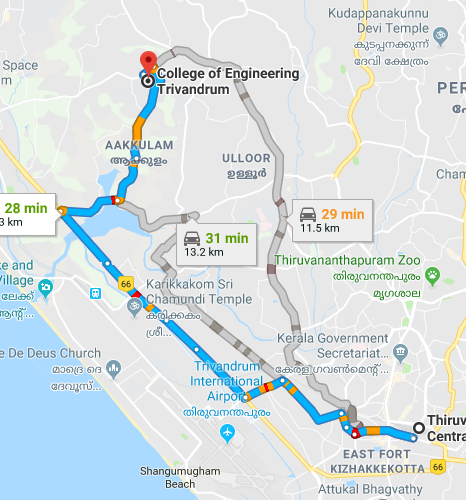 Kudappanakunnu
Devi Temple
കുടപ്പനക്കുന്ന്
ദേവി ക്ഷേത്രം
Space
College of Engineering
Trivandrum
PER
AAKKULAM
ആക്കുളം
ULLOOR
ഉള്ളൂർ
28 min
3 km
29 min
11.5 km
31 min
13.2 km
Thiruvananthapuram Zoo
തിരുവനന്തപുരം
മൃഗശാല
ke and
Village
ലേക്ക്
ആന്റ്...
66
Karikkakom Sri
Chamundi Temple
കരിക്കകം
ശ്രീ...
Kerala Government
Secretariat...
കേരള ഗവൺമെന്റ്...
e De Deus Church
മാദ്രെ ദെ
ദേവൂസ്...
Trivandrum
International
Airport
തിരുവനന്തപുരം
Thiruv
Centra
EAST FORT
KIZHAKKEKOTTA
66
Shangumugham
Beach
Attukal Bhagvathy